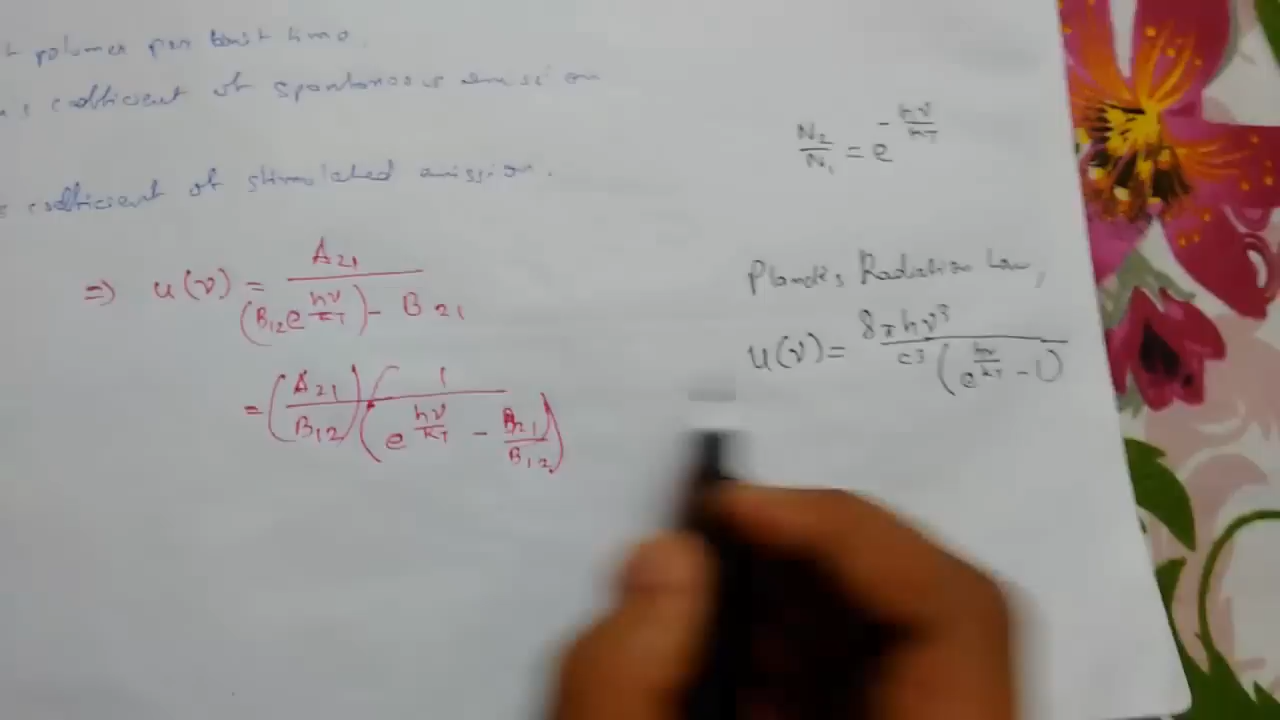 per unit time.
coefficient of spontaneous emission
coefficient of stimulated emission.
⇒ u(ν) = A₂₁ / ((B₁₂e^(hν/kT)) - B₂₁)
= (A₂₁/B₁₂) (1 / (e^(hν/kT) - B₂₁/B₁₂))
N₂/N₁ = e^(-hν/kT)
Planck's Radiation Law,
u(ν) = 8πhν³ / c³(e^(hν/kT) - 1)